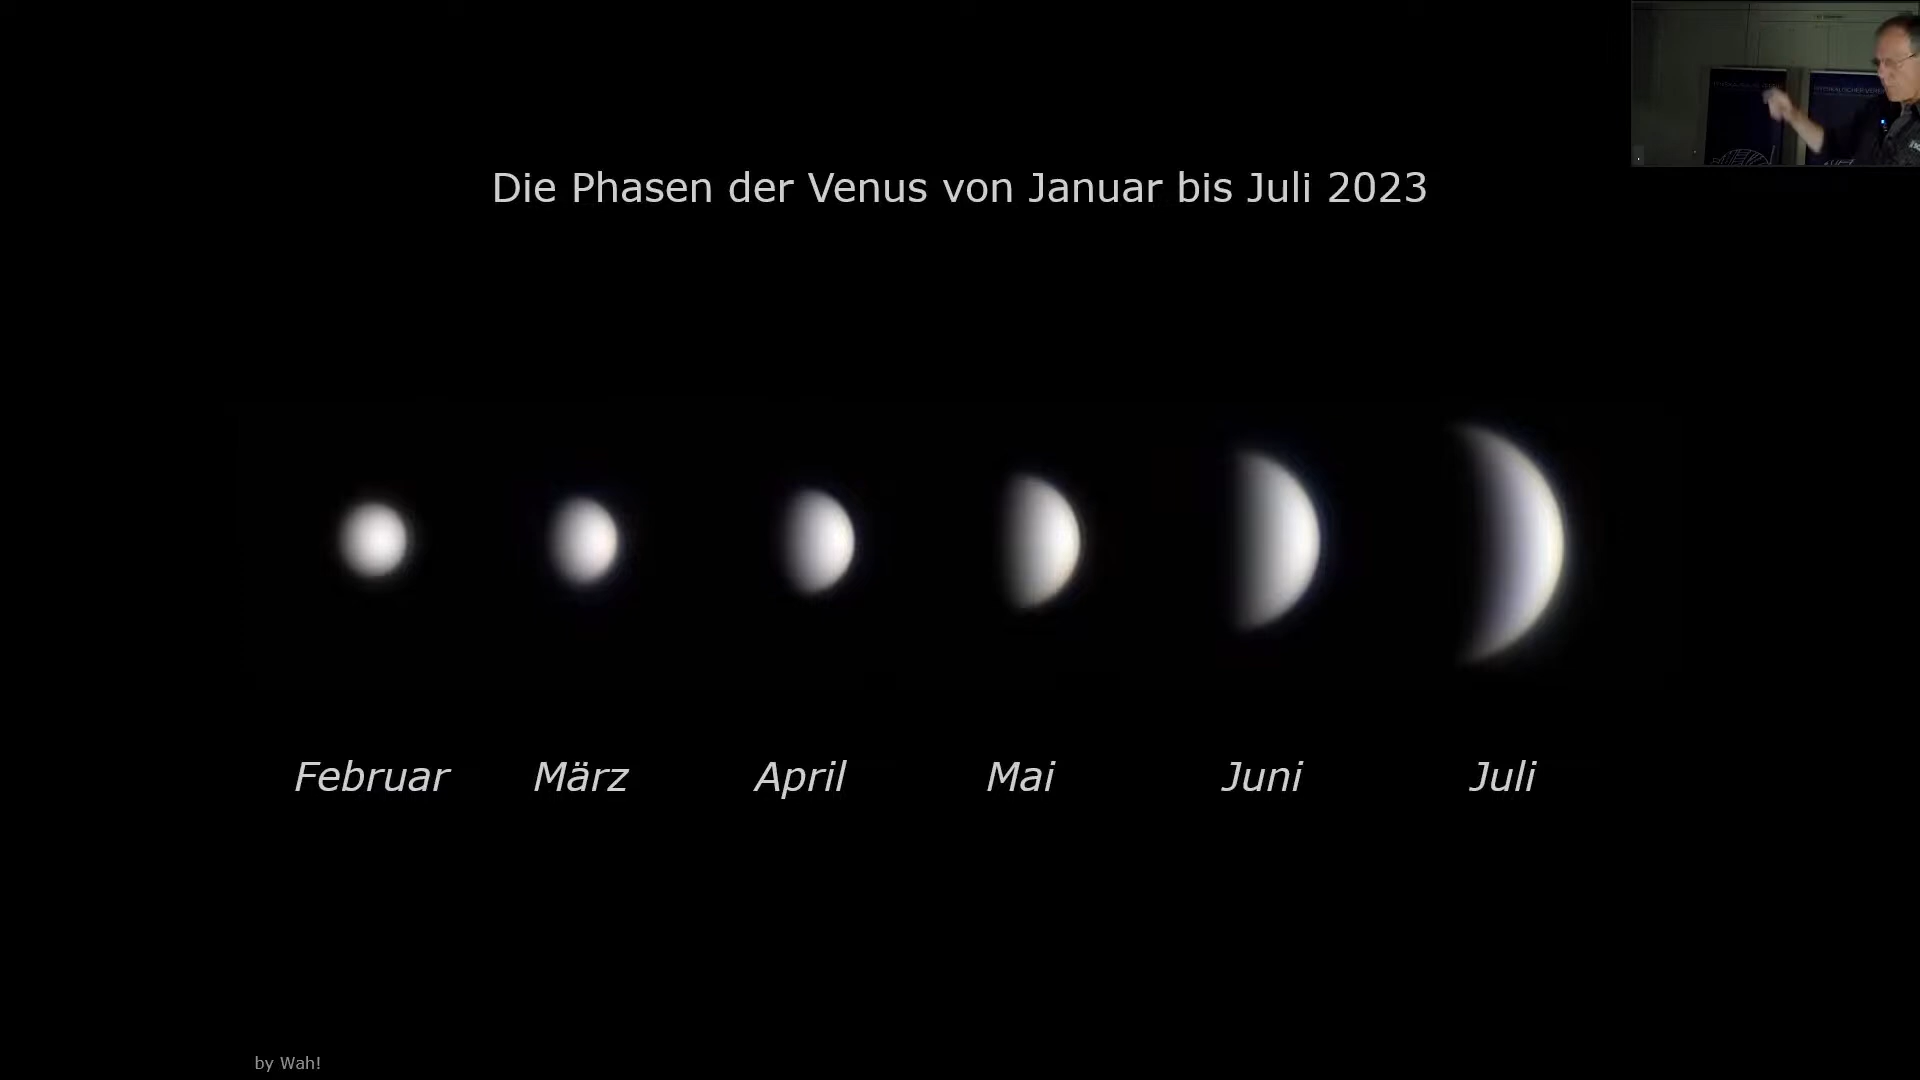 Die Phasen der Venus von Januar bis Juli 2023
Februar März April Mai Juni Juli
by Wah!